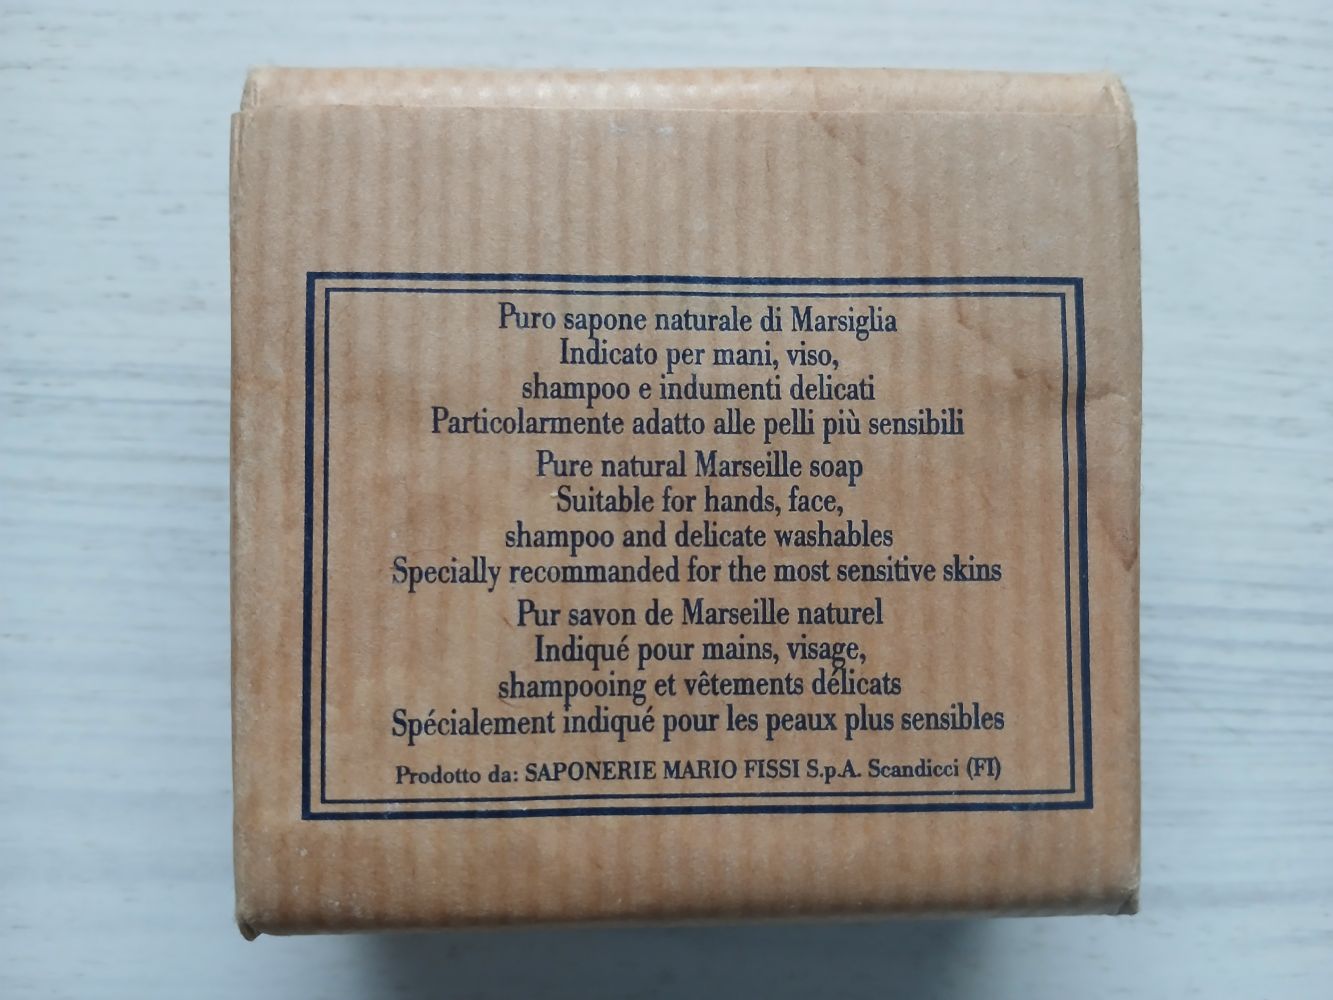 Puro sapone naturale di Marsiglia
Indicato per mani, viso,
shampoo e indumenti delicati
Particolarmente adatto alle pelli più sensibili
Pure natural Marseille soap
Suitable for hands, face,
shampoo and delicate washables
Specially recommanded for the most sensitive skins
Pur savon de Marseille naturel
Indiqué pour mains, visage,
shampooing et vêtements délicats
Spécialement indiqué pour les peaux plus sensibles
Prodotto da: SAPONERIE MARIO FISSI S.p.A. Scandicci (FI)